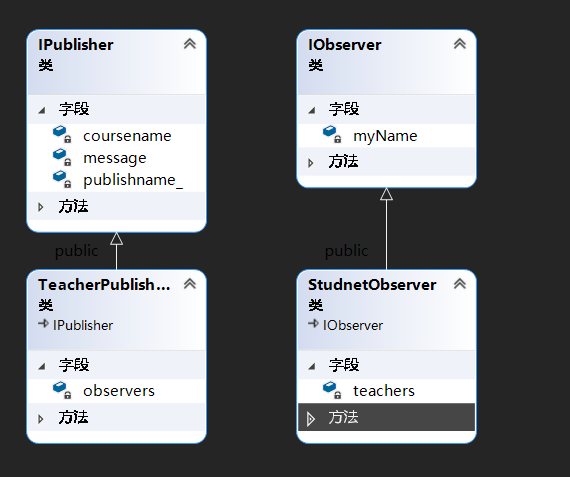 IPublisher
类
字段
coursename
message
publishname_
方法
public
TeacherPublish...
类
IPublisher
字段
observers
方法
IObserver
类
字段
myName
方法
public
StudnetObserver
类
IObserver
字段
teachers
方法